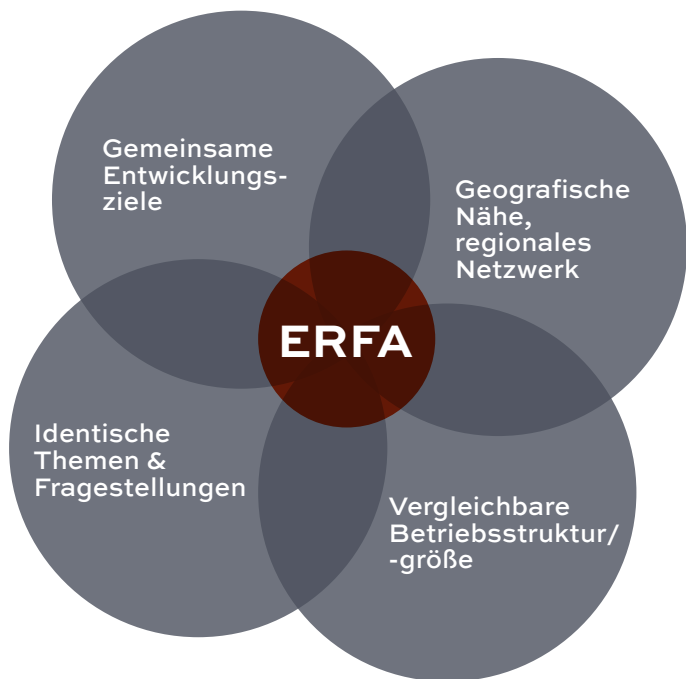 Gemeinsame
Entwicklungs-
ziele
Geografische
Nähe,
regionales
Netzwerk
ERFA
Identische
Themen &
Fragestellungen
Vergleichbare
Betriebsstruktur/
-größe